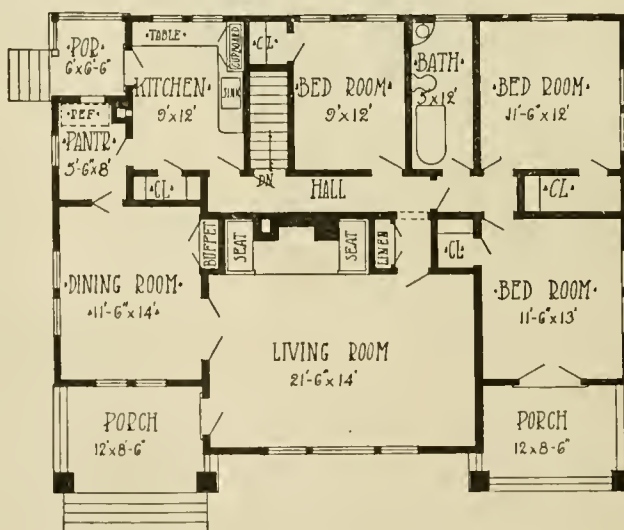 POR
6'x6'-6"
TABLE
CUPBOARD
KITCHEN
9'x12'
SINK
CL
BED ROOM
9'x12'
BATH
5'x12'
BED ROOM
11'-6"x12'
REF.
PANTR
5'-6"x8'
CL
DN
HALL
CL
DINING ROOM
11'-6"x14'
BUFFET
SEAT
SEAT
LINEN
CL
BED ROOM
11'-6"x13'
LIVING ROOM
21'-6"x14'
PORCH
12'x8'-6"
PORCH
12'x8'-6"